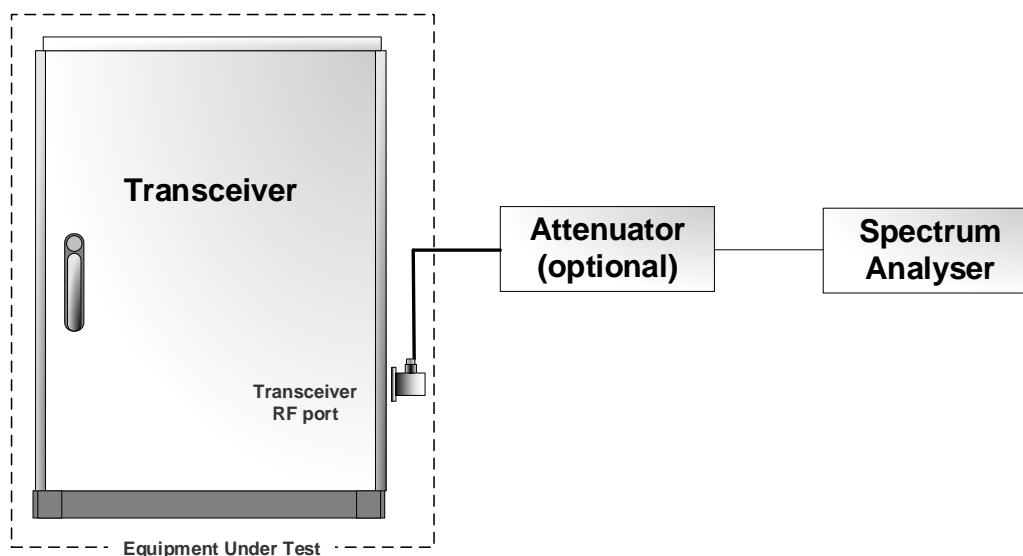 Transceiver
Transceiver
RF port
Attenuator
(optional)
Spectrum
Analyser
Equipment Under Test